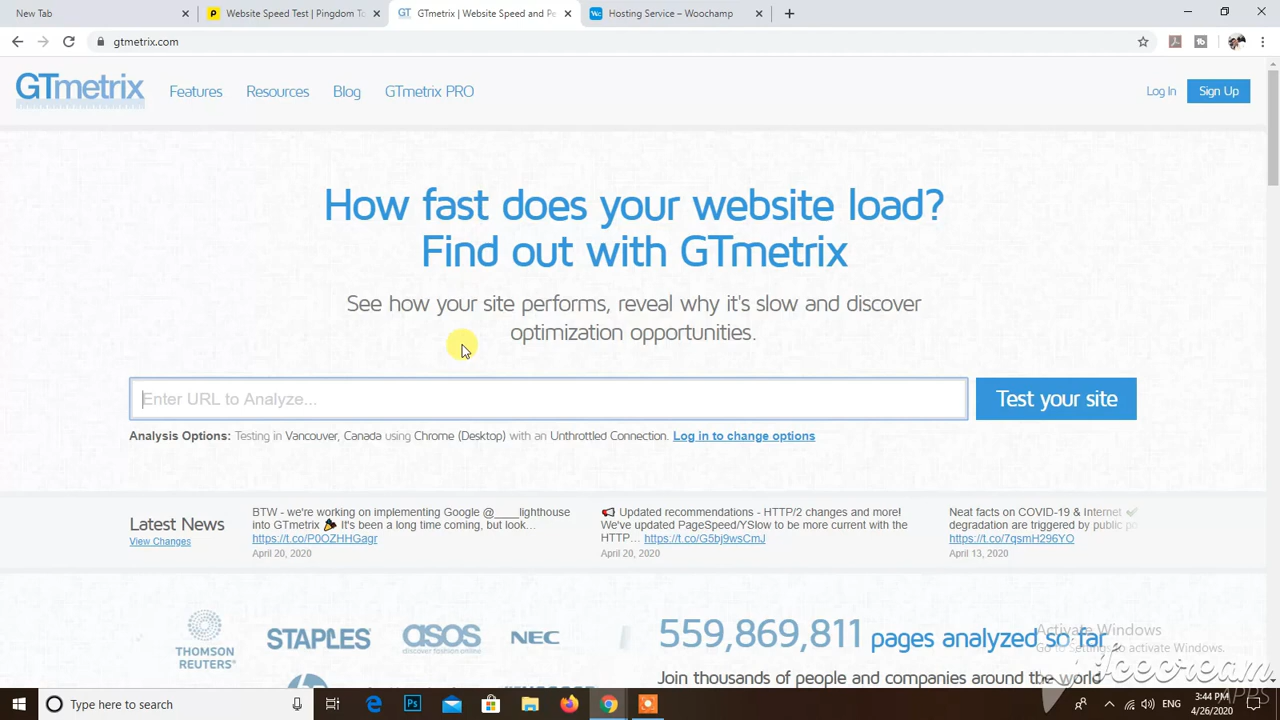 New Tab
Website Speed Test | Pingdom To
GTmetrix | Website Speed and Pe
Hosting Service – Woochamp
gtmetrix.com
GTmetrix
Features
Resources
Blog
GTmetrix PRO
Log In
Sign Up
How fast does your website load?
Find out with GTmetrix
See how your site performs, reveal why it's slow and discover
optimization opportunities.
Enter URL to Analyze...
Test your site
Analysis Options: Testing in Vancouver, Canada using Chrome (Desktop) with an Unthrottled Connection. Log in to change options
Latest News
View Changes
BTW - we're working on implementing Google @____lighthouse
into GTmetrix 🎉 It's been a long time coming, but look...
https://t.co/P0OZHHGagr
April 20, 2020
📢 Updated recommendations - HTTP/2 changes and more!
We've updated PageSpeed/YSlow to be more current with the
HTTP… https://t.co/G5bj9wsCmJ
April 20, 2020
Neat facts on COVID-19 & Internet
degradation are triggered by public po
https://t.co/7qsmH296YO
April 13, 2020
THOMSON
REUTERS
STAPLES
asos
discover fashion online
NEC
hp
559,869,811 pages analyzed so far
Join thousands of people and companies around the world
Activate Windows
Go to Settings to activate Windows.
icecream
APPS
Type here to search
Ps
ENG
3:44 PM
4/26/2020